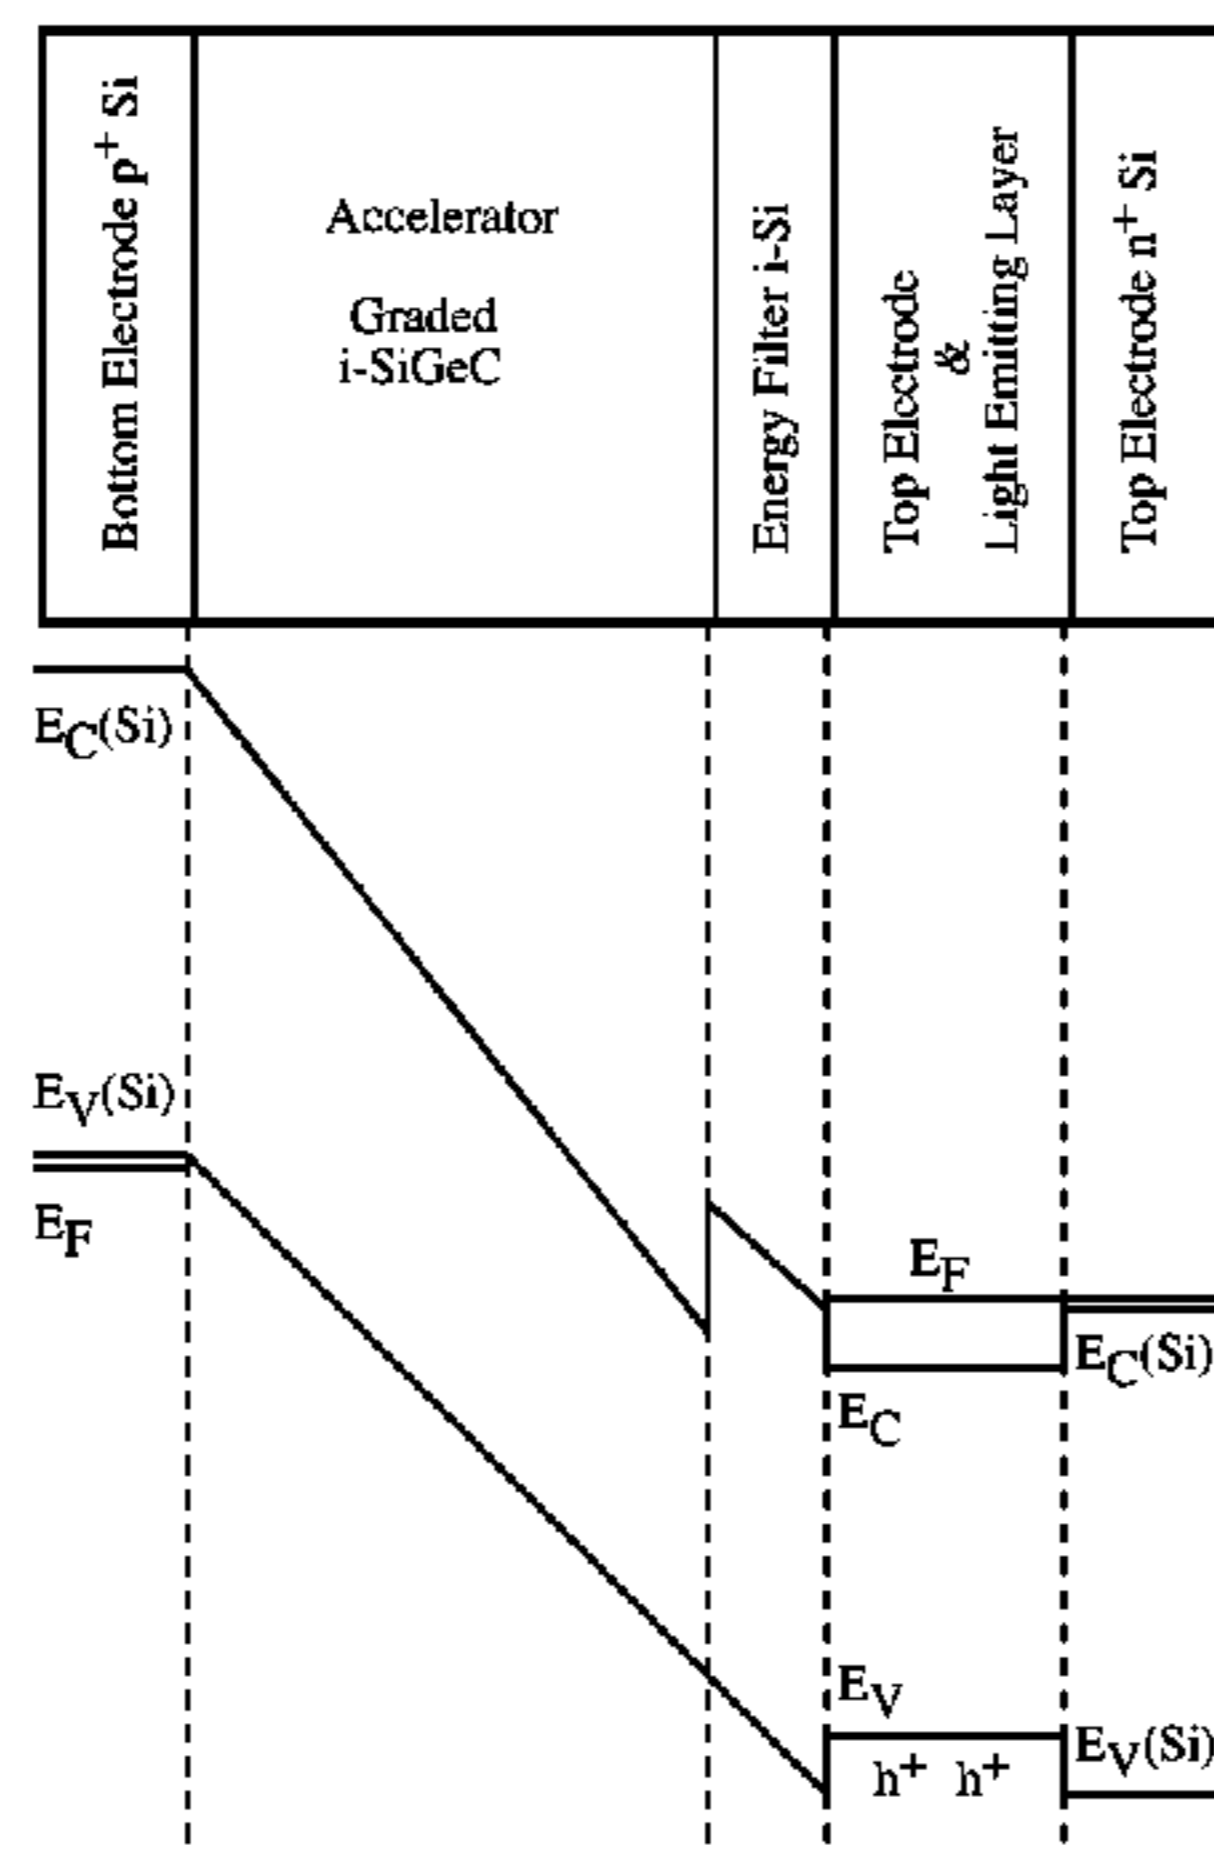 Bottom Electrode p+ Si
Accelerator
Graded
i-SiGeC
Energy Filter i-Si
Top Electrode
&
Light Emitting Layer
Top Electrode n+ Si
EC(Si)
EV(Si)
EF
EF
EC(Si)
EC
EV
EV(Si)
h+ h+